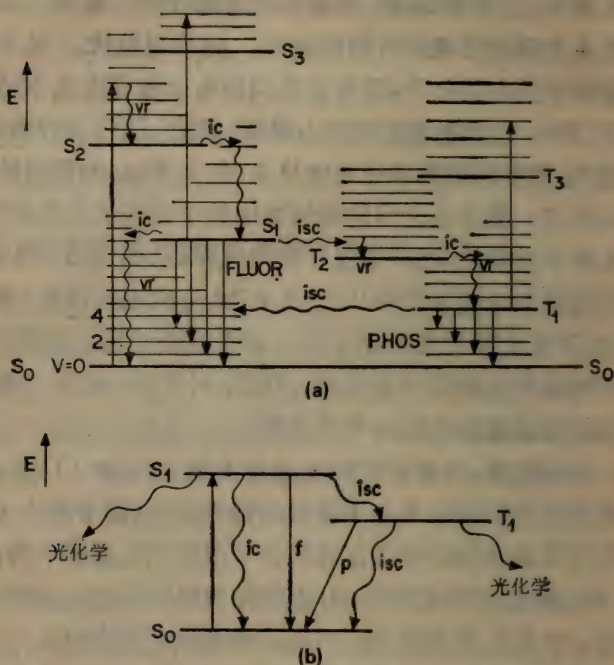 S3
E
vr
ic
S2
T3
ic
S1
isc
ic
FLUOR
T2
vr
vr
vr
4
isc
T1
2
PHOS
S0
V=0
S0
(a)
E
S1
isc
T1
光化学
ic
f
p
isc
光化学
S0
(b)